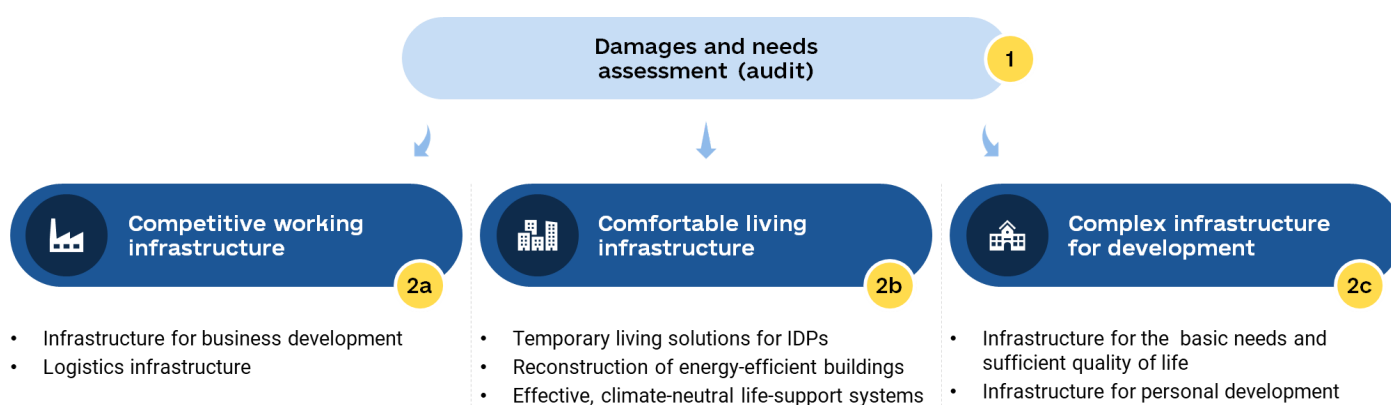 Damages and needs
assessment (audit)
1
Competitive working
infrastructure
2a
• Infrastructure for business development
• Logistics infrastructure
Comfortable living
infrastructure
2b
• Temporary living solutions for IDPs
• Reconstruction of energy-efficient buildings
• Effective, climate-neutral life-support systems
Complex infrastructure
for development
2c
• Infrastructure for the  basic needs and
sufficient quality of life
• Infrastructure for personal development